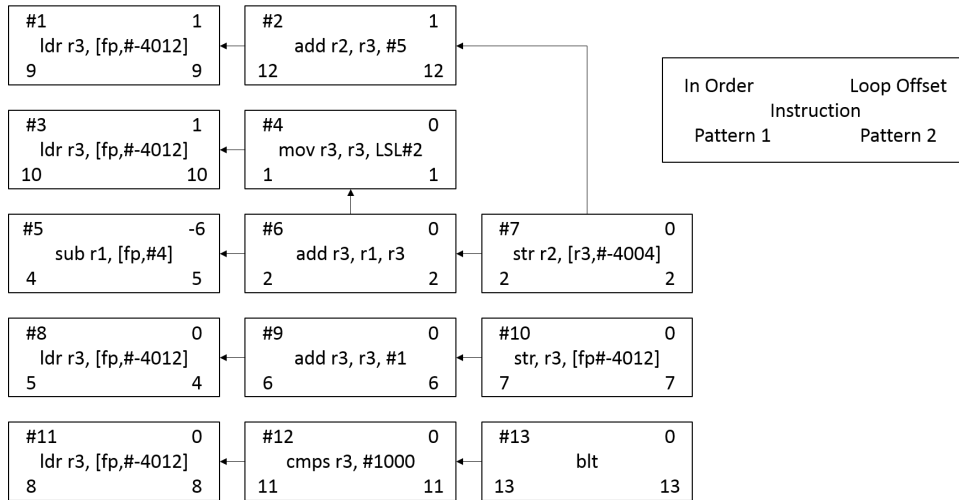 #1 1 #2 1
ldr r3, [fp,#-4012] add r2, r3, #5
9 9 12 12
In Order Loop Offset
Instruction
Pattern 1 Pattern 2
#3 1 #4 0
ldr r3, [fp,#-4012] mov r3, r3, LSL#2
10 10 1 1
#5 -6 #6 0 #7 0
sub r1, [fp,#4] add r3, r1, r3 str r2, [r3,#-4004]
4 5 2 2 2 2
#8 0 #9 0 #10 0
ldr r3, [fp,#-4012] add r3, r3, #1 str, r3, [fp#-4012]
5 4 6 6 7 7
#11 0 #12 0 #13 0
ldr r3, [fp,#-4012] cmps r3, #1000 blt
8 8 11 11 13 13